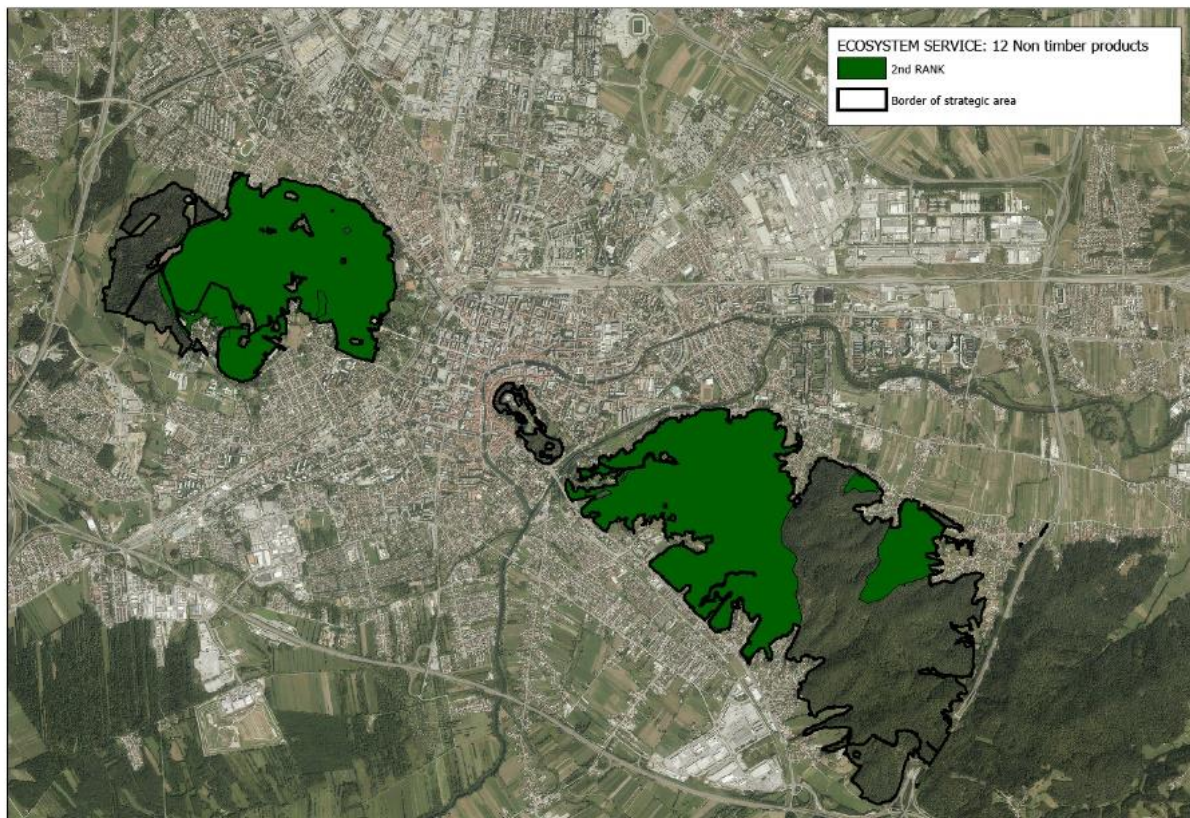 ECOSYSTEM SERVICE: 12 Non timber products
2nd RANK
Border of strategic area